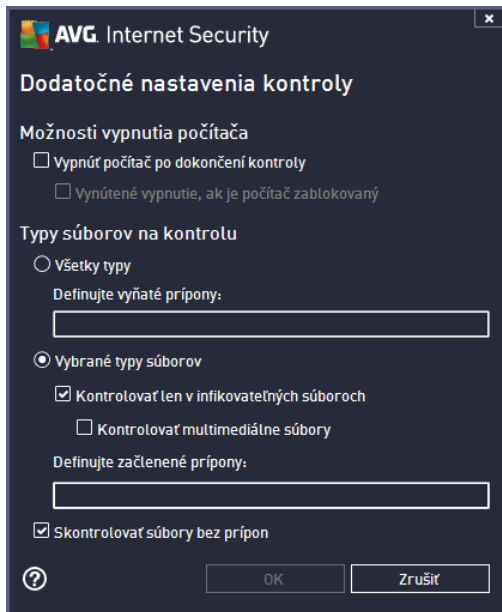 AVG. Internet Security
Dodatočné nastavenia kontroly
Možnosti vypnutia počítača
Vypnúť počítač po dokončení kontroly
Vynútené vypnutie, ak je počítač zablokovaný
Typy súborov na kontrolu
Všetky typy
Definujte vyňaté prípony:
Vybrané typy súborov
Kontrolovať len v infikovateľných súboroch
Kontrolovať multimediálne súbory
Definujte začlenené prípony:
Skontrolovať súbory bez prípon
OK
Zrušiť